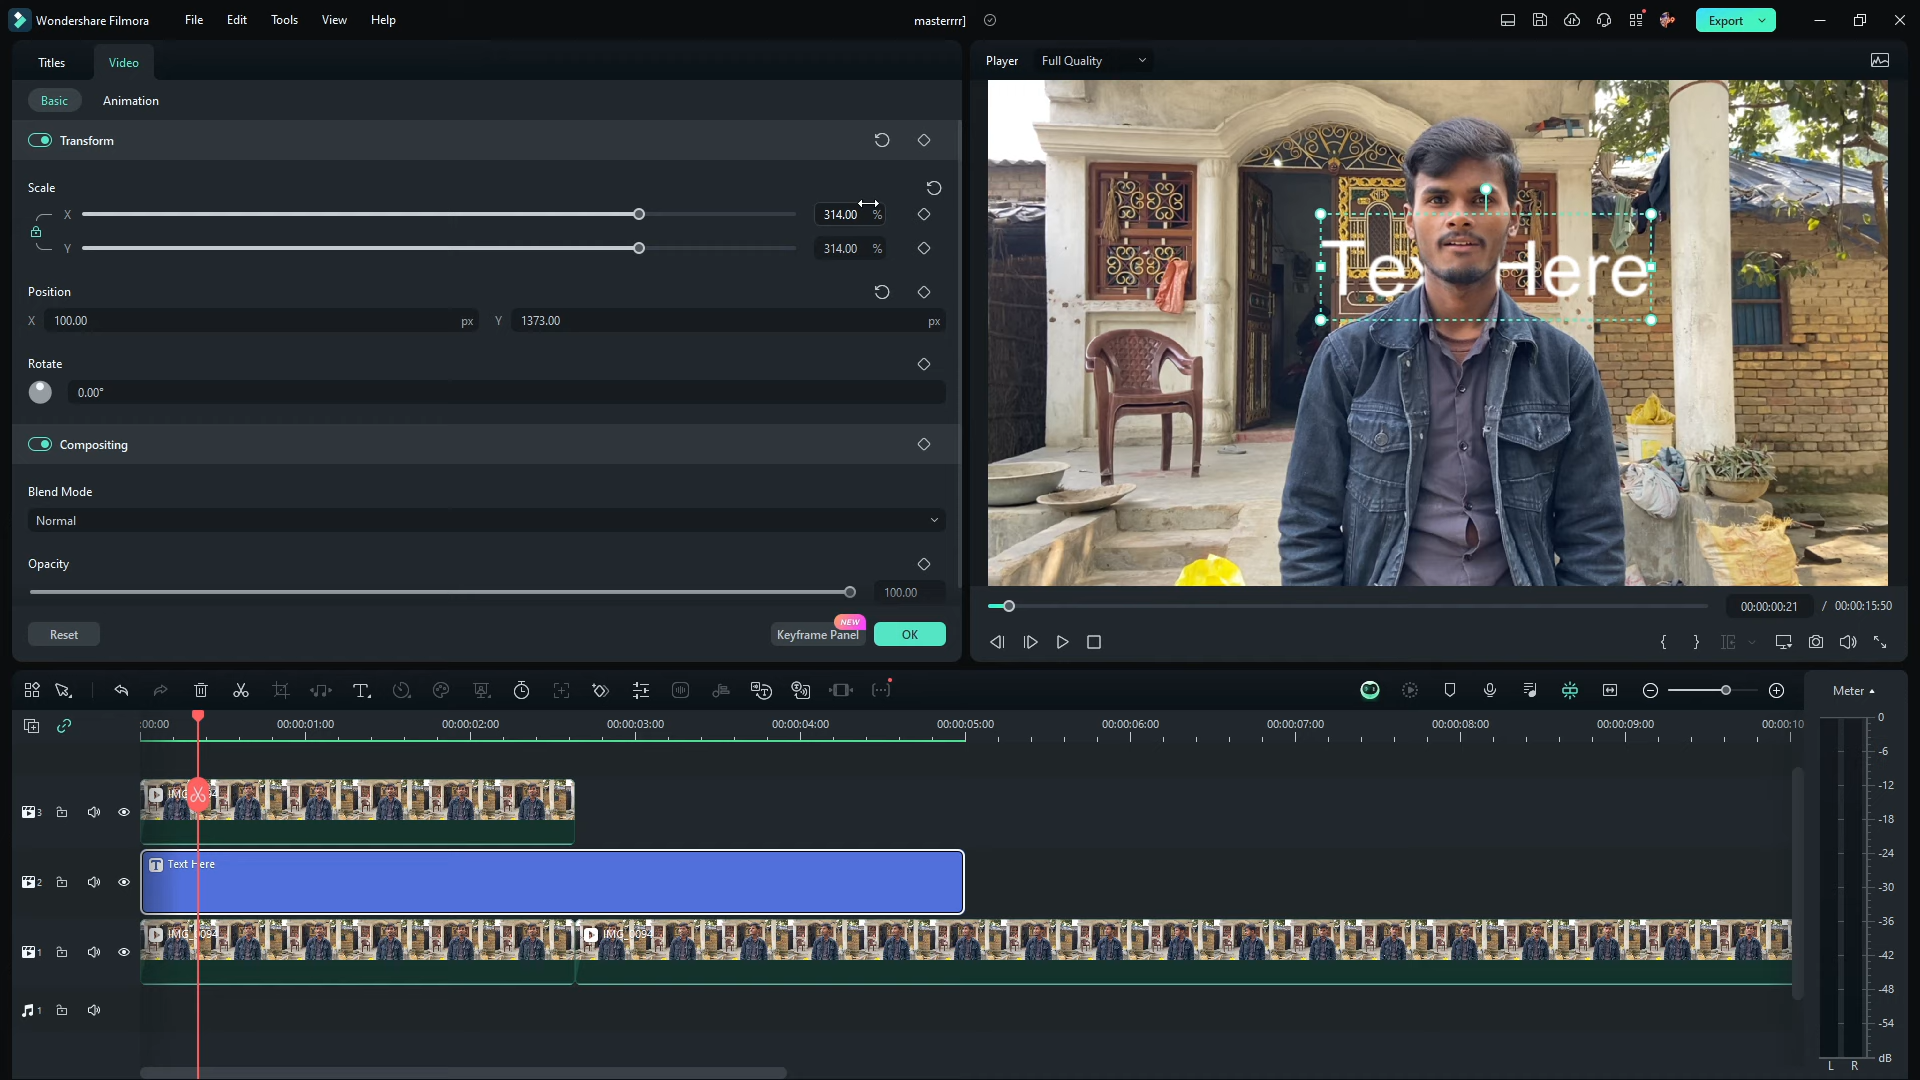 Wondershare Filmora File Edit Tools View Help masterrrr] Export
Titles Video
Player Full Quality
Basic Animation
Transform
Scale
X 314.00 %
Y 314.00 %
Position
X 100.00 px Y 1373.00 px
Rotate
0.00°
Compositing
Blend Mode
Normal
Opacity
100.00
Reset Keyframe Panel NEW OK
Text Here
00:00:00:21 / 00:00:15:50
{ }
Meter
:00:00 00:00:01:00 00:00:02:00 00:00:03:00 00:00:04:00 00:00:05:00 00:00:06:00 00:00:07:00 00:00:08:00 00:00:09:00 00:00:10
3
2 Text Here
1 IMG_0094 IMG_0094
1
0
-6
-12
-18
-24
-30
-36
-42
-48
-54
dB
L R